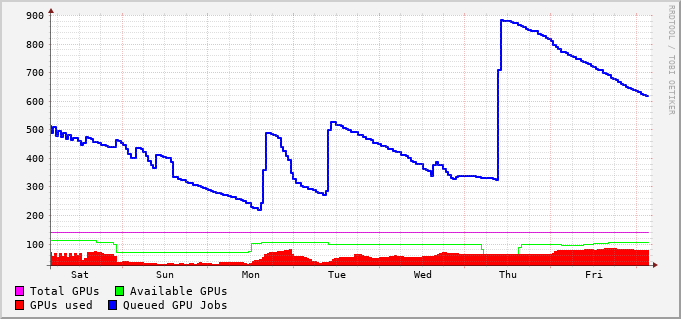 900
800
700
600
500
400
300
200
100
Sat Sun Mon Tue Wed Thu Fri
Total GPUs Available GPUs
GPUs used Queued GPU Jobs
RRDTOOL / TOBI OETIKER